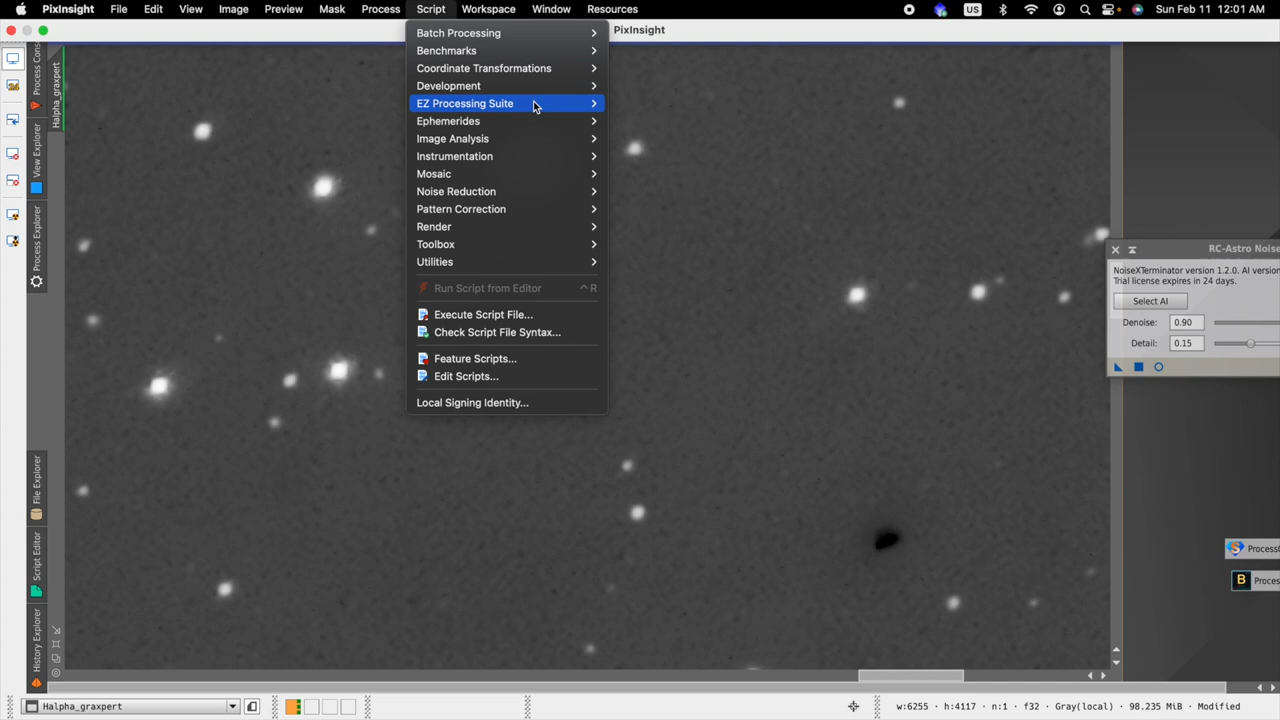 PixInsight File Edit View Image Preview Mask Process Script Workspace Window Resources US Sun Feb 11 12:01 AM
PixInsight
Process Cons
View Explorer
Process Explorer
File Explorer
Script Editor
History Explorer
Halpha_graxpert
Batch Processing
Benchmarks
Coordinate Transformations
Development
EZ Processing Suite
Ephemerides
Image Analysis
Instrumentation
Mosaic
Noise Reduction
Pattern Correction
Render
Toolbox
Utilities
Run Script from Editor ^ R
Execute Script File...
Check Script File Syntax...
Feature Scripts...
Edit Scripts...
Local Signing Identity...
RC-Astro Noise
NoiseXTerminator version 1.2.0. AI version
Trial license expires in 24 days.
Select AI
Denoise: 0.90
Detail: 0.15
Process
B Proces
Halpha_graxpert
w:6255 · h:4117 · n:1 · f32 · Gray(local) · 98.235 MiB · Modified